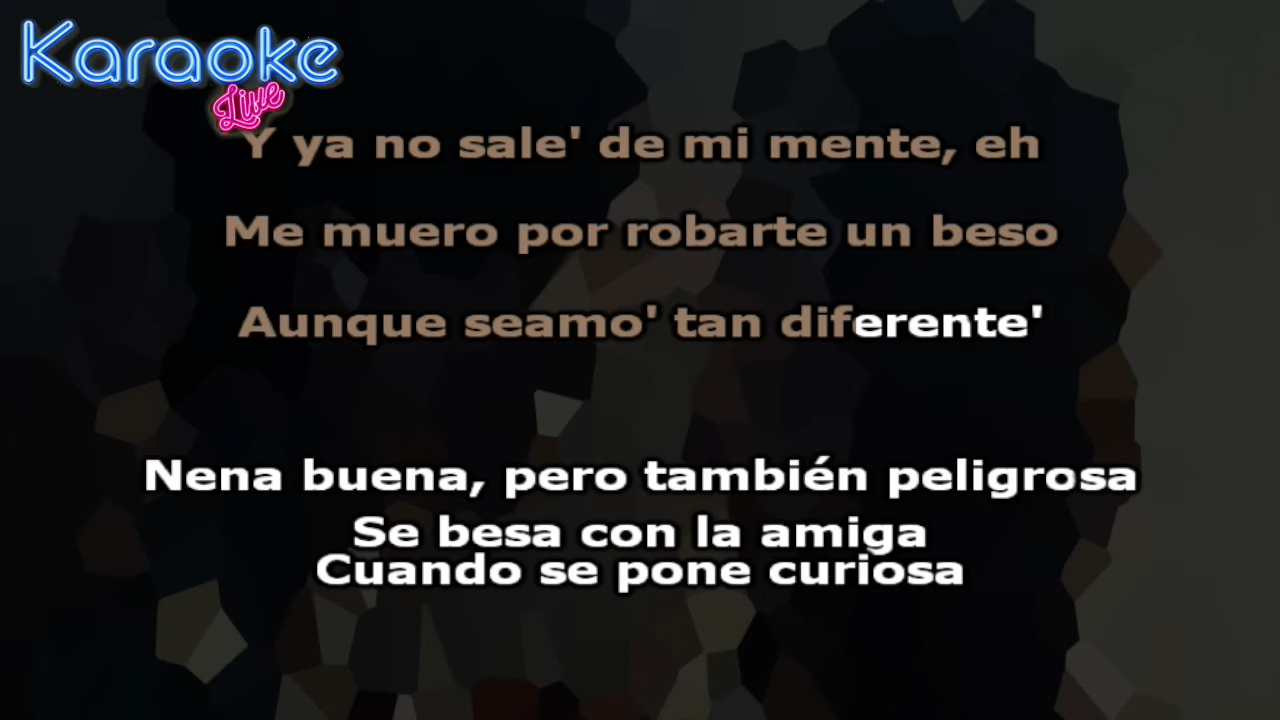 Karaoke
Live
Y ya no sale' de mi mente, eh
Me muero por robarte un beso
Aunque seamo' tan diferente'
Nena buena, pero también peligrosa
Se besa con la amiga
Cuando se pone curiosa